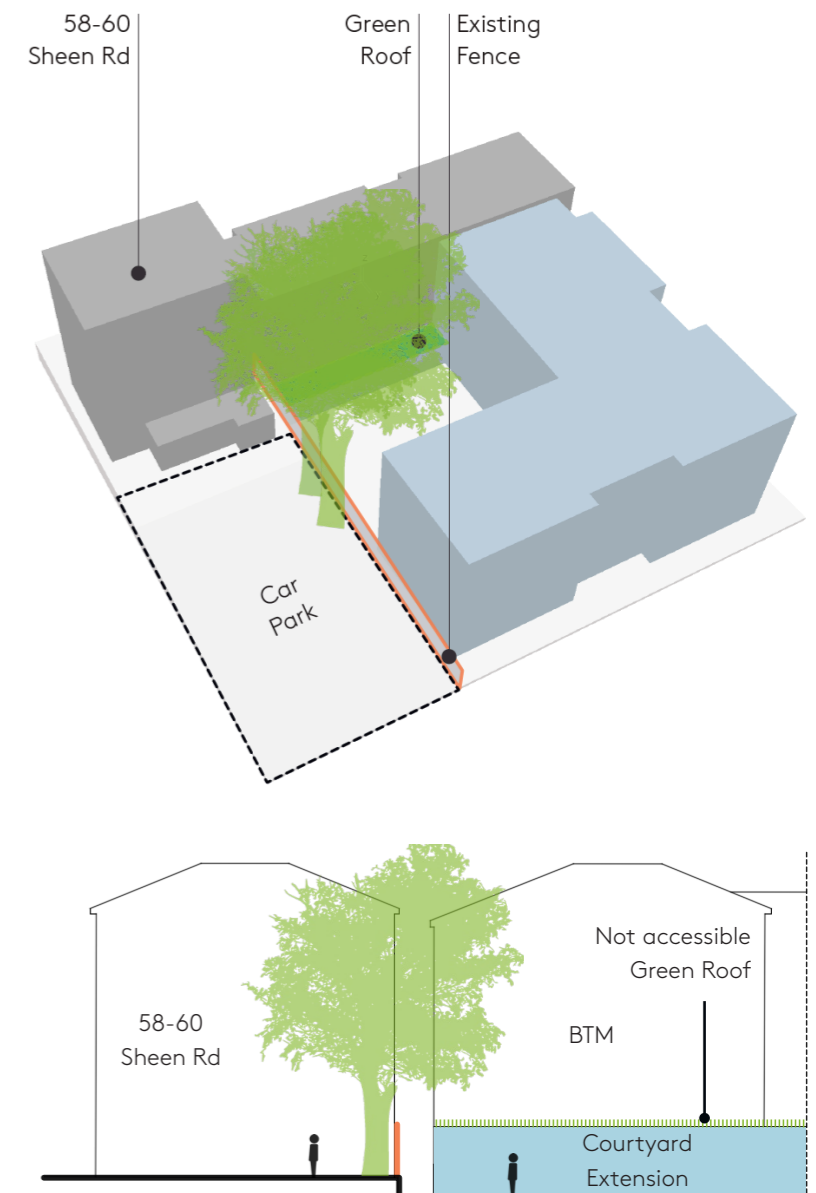 58-60
Sheen Rd
Green
Roof
Existing
Fence
Car
Park
Not accessible
Green Roof
58-60
Sheen Rd
BTM
Courtyard
Extension